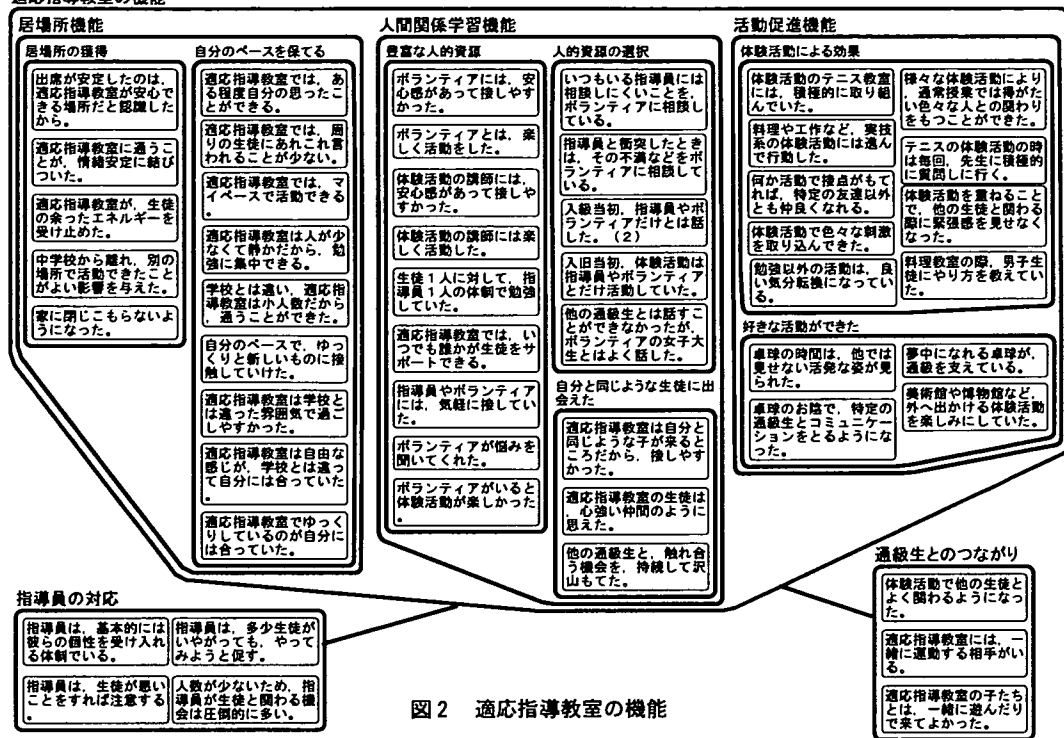 適応指導教室の機能
居場所機能
居場所の獲得
出席が安定したのは,
適応指導教室が安心で
きる場所だと認識した
から。
適応指導教室に通うこ
とが, 情緒安定に結び
ついた。
適応指導教室が, 生徒
の余ったエネルギーを
受け止めた。
中学校から離れ, 別の
場所で活動できたこと
がよい影響を与えた。
家に閉じこもらないよ
うになった。
自分のペースを保てる
適応指導教室では, あ
る程度自分の思ったこ
とができる。
適応指導教室では, 周
りの生徒にあれこれ言
われることが少ない。
適応指導教室では, マ
イペースで活動できる
。
適応指導教室は人が少
なくて静かだから, 勉
強に集中できる。
学校とは違い, 適応指
導教室は小人数だから
, 通うことができた。
自分のペースで, ゆっ
くりと新しいものに接
触していけた。
適応指導教室は学校と
は違った雰囲気で過ご
しやすかった。
適応指導教室は自由な
感じが, 学校とは違っ
て自分には合っていた
。
適応指導教室でゆっく
りしているのが自分に
は合っていた。
人間関係学習機能
豊富な人的資源
ボランティアには, 安
心感があって接しやす
かった。
ボランティアとは, 楽
しく活動をした。
体験活動の講師には,
安心感があって接しや
すかった。
体験活動の講師には楽
しく活動した。
生徒1人に対して, 指
導員1人の体制で勉強
していた。
適応指導教室では, い
つでも誰かが生徒をサ
ポートできる。
指導員やボランティア
には, 気軽に接してい
た。
ボランティアが悩みを
聞いてくれた。
ボランティアがいると
体験活動が楽しかった
。
人的資源の選択
いつもいる指導員には
相談しにくいことを,
ボランティアに相談し
ている。
指導員と衝突したとき
は, その不満などをボ
ランティアに相談して
いる。
入級当初, 指導員やボ
ランティアだけとは話
した。(2)
入旧当初, 体験活動は
指導員やボランティア
とだけ活動していた。
他の通級生とは話すこ
とができなかったが,
ボランティアの女子大
生とはよく話した。
自分と同じような生徒に出
会えた
適応指導教室は自分と
同じような子が来ると
ころだから, 接しやす
かった。
適応指導教室の生徒は
, 心強い仲間のように
思えた。
他の通級生と, 触れ合
う機会を, 持続して沢
山もてた。
活動促進機能
体験活動による効果
体験活動のテニス教室
には, 積極的に取り組
んでいた。
料理や工作など, 実技
系の体験活動には進ん
で行動した。
何か活動で接点がもて
れば, 特定の友達以外
とも仲良くなれる。
体験活動で色々な刺激
を取り込んできた。
勉強以外の活動は, 良
い気分転換になってい
る。
様々な体験活動により
, 通常授業では得がた
い色々な人との関わり
をもつことができた。
テニスの体験活動の時
は毎回, 先生に積極的
に質問しに行く。
体験活動を重ねること
で, 他の生徒と関わる
際に緊張感を見せなく
なった。
料理教室の際, 男子生
徒にやり方を教えてい
た。
好きな活動ができた
卓球の時間は, 他では
見せない活発な姿が見
られた。
卓球のお陰で, 特定の
通級生とコミュニケー
ションをとるようにな
った。
夢中になれる卓球が,
通級を支えている。
美術館や博物館など,
外へ出かける体験活動
を楽しみにしていた。
指導員の対応
指導員は, 基本的には
彼らの個性を受け入れ
る体制でいる。
指導員は, 多少生徒が
いやがっても, やって
みようと促す。
指導員は, 生徒が悪い
ことをすれば注意する
。
人数が少ないため, 指
導員が生徒と関わる機
会は圧倒的に多い。
通級生とのつながり
体験活動で他の生徒と
よく関わるようになっ
た。
適応指導教室には, 一
緒に運動する相手がい
る。
適応指導教室の子たち
とは, 一緒に遊んだり
で来てよかった。
図2 適応指導教室の機能